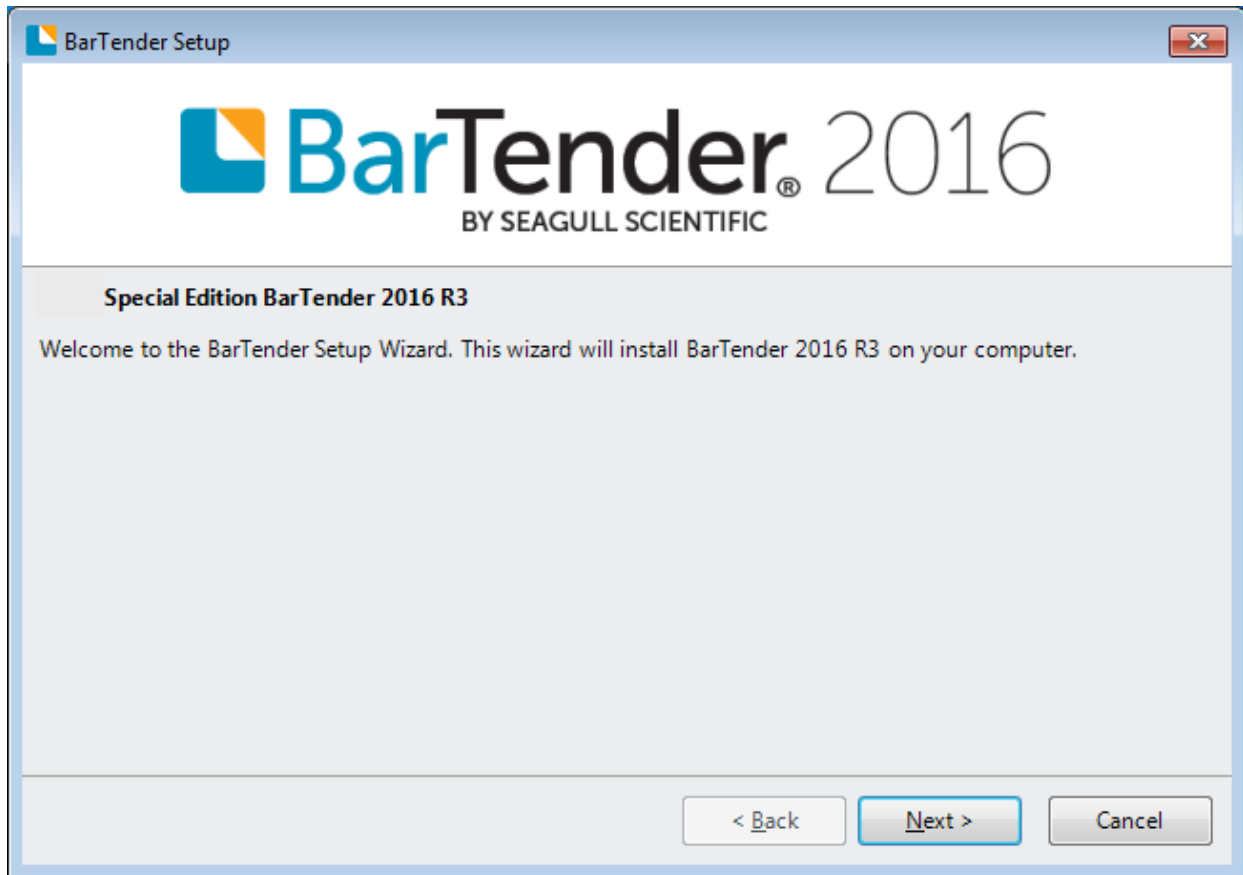 BarTender Setup
BarTender® 2016
BY SEAGULL SCIENTIFIC
Special Edition BarTender 2016 R3
Welcome to the BarTender Setup Wizard. This wizard will install BarTender 2016 R3 on your computer.
< Back Next > Cancel